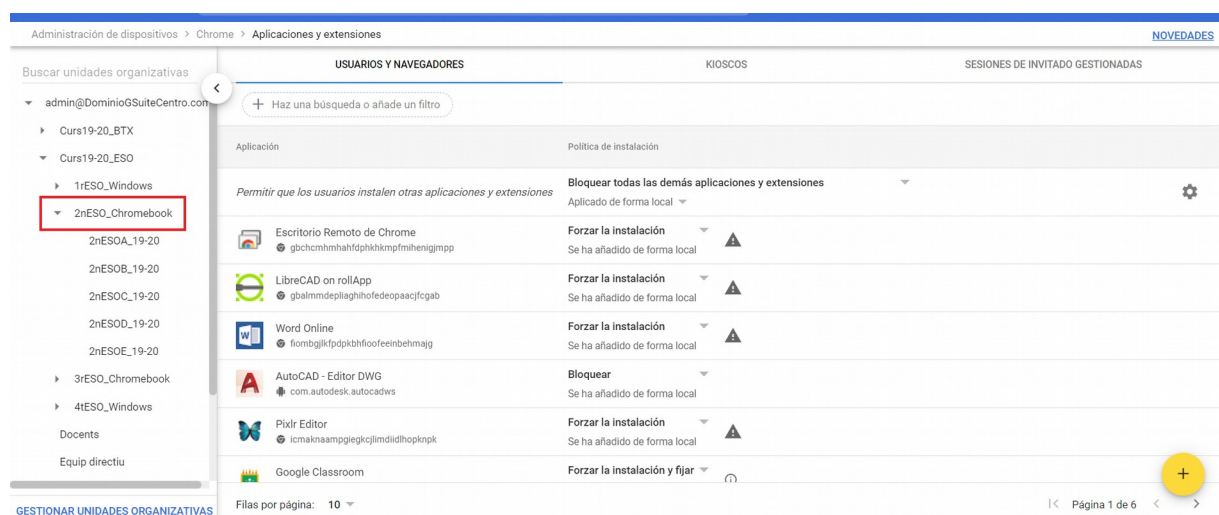 Administración de dispositivos > Chrome > Aplicaciones y extensiones
NOVEDADES
Buscar unidades organizativas
admin@DominioGSuiteCentro.con
Curs19-20_BTX
Curs19-20_ESO
1rESO_Windows
2nESO_Chromebook
2nESOA_19-20
2nESOB_19-20
2nESOC_19-20
2nESOD_19-20
2nESOE_19-20
3rESO_Chromebook
4tESO_Windows
Docents
Equip directiu
GESTIONAR UNIDADES ORGANIZATIVAS
USUARIOS Y NAVEGADORES
KIOSCOS
SESIONES DE INVITADO GESTIONADAS
+ Haz una búsqueda o añade un filtro
Aplicación
Política de instalación
Permitir que los usuarios instalen otras aplicaciones y extensiones
Bloquear todas las demás aplicaciones y extensiones
Aplicado de forma local
Escritorio Remoto de Chrome
gbchcmhmhahfdphkhkmpfmihenigjmpp
Forzar la instalación
Se ha añadido de forma local
LibreCAD on rollApp
gbalmmdepliaghihofedeopaacjfcgab
Forzar la instalación
Se ha añadido de forma local
Word Online
fiombgjlkfpdpkbhfioofeeinbehmajg
Forzar la instalación
Se ha añadido de forma local
AutoCAD - Editor DWG
com.autodesk.autocadws
Bloquear
Se ha añadido de forma local
Pixlr Editor
icmaknaampgiegkcjlimdiidlhopknpk
Forzar la instalación
Se ha añadido de forma local
Google Classroom
Forzar la instalación y fijar
Filas por página: 10
Página 1 de 6